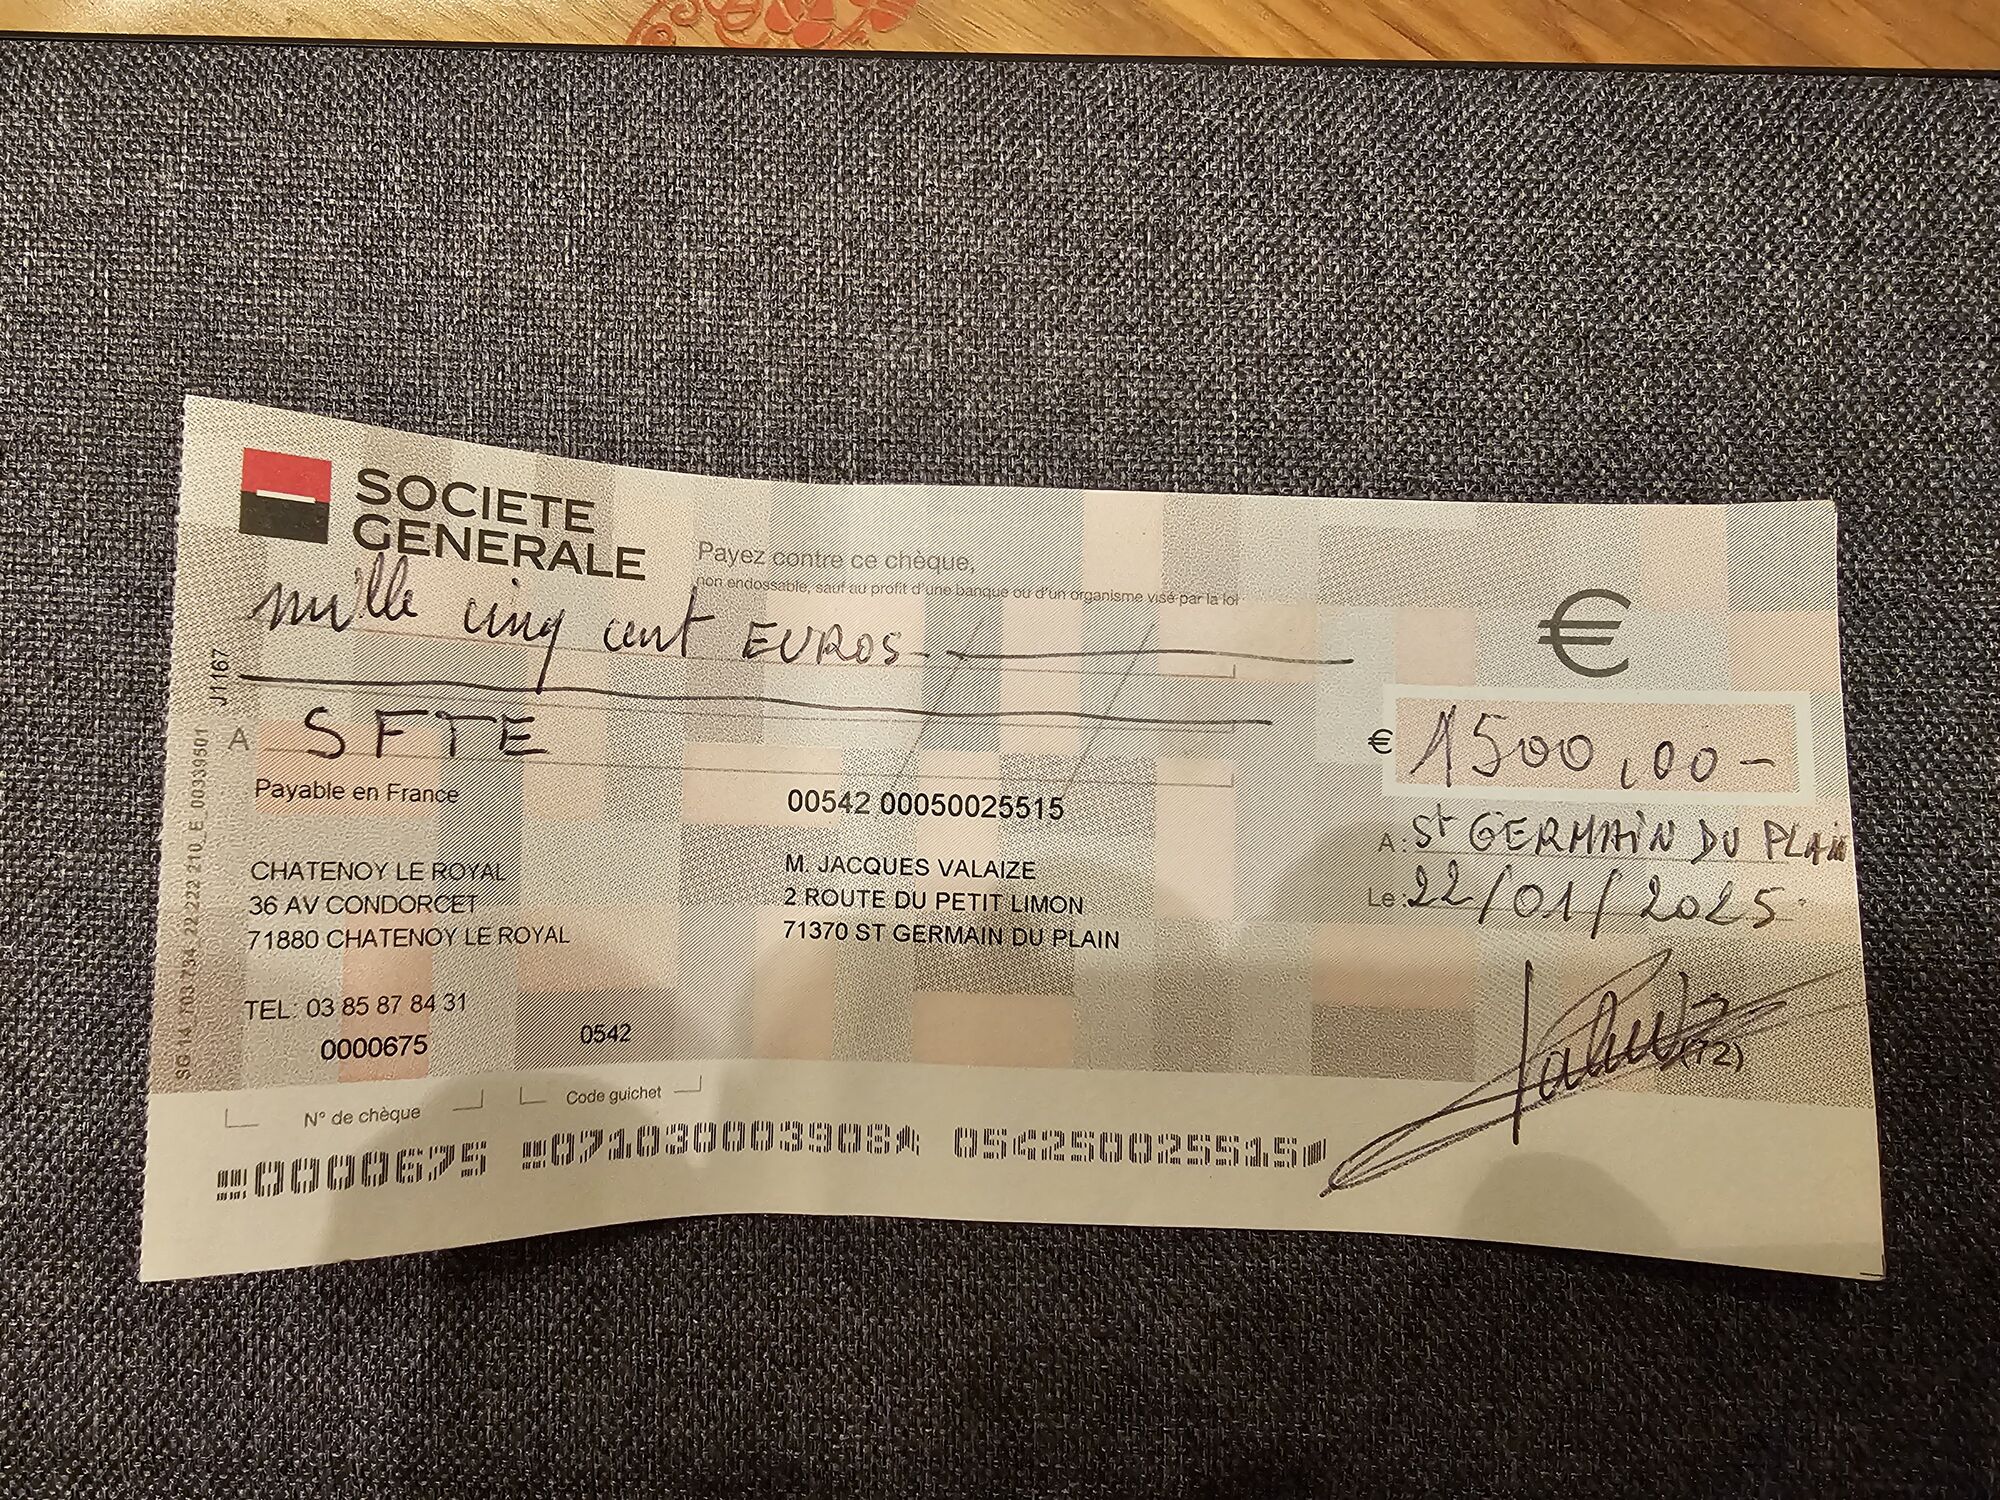 SOCIETE
GENERALE
Payez contre ce chèque,
non endossable, sauf au profit d'une banque ou d'un organisme visé par la loi
mille cinq cent EUROS
€
A SFTE
€ 1500,00 -
Payable en France
00542 00050025515
A: St GERMAIN DU PLAIN
Le: 22/01/2025
CHATENOY LE ROYAL
36 AV CONDORCET
71880 CHATENOY LE ROYAL
M. JACQUES VALAIZE
2 ROUTE DU PETIT LIMON
71370 ST GERMAIN DU PLAIN
TEL: 03 85 87 84 31
0000675
0542
(72)
N° de chèque
Code guichet
0000675 071030003908 054250025515
J1167